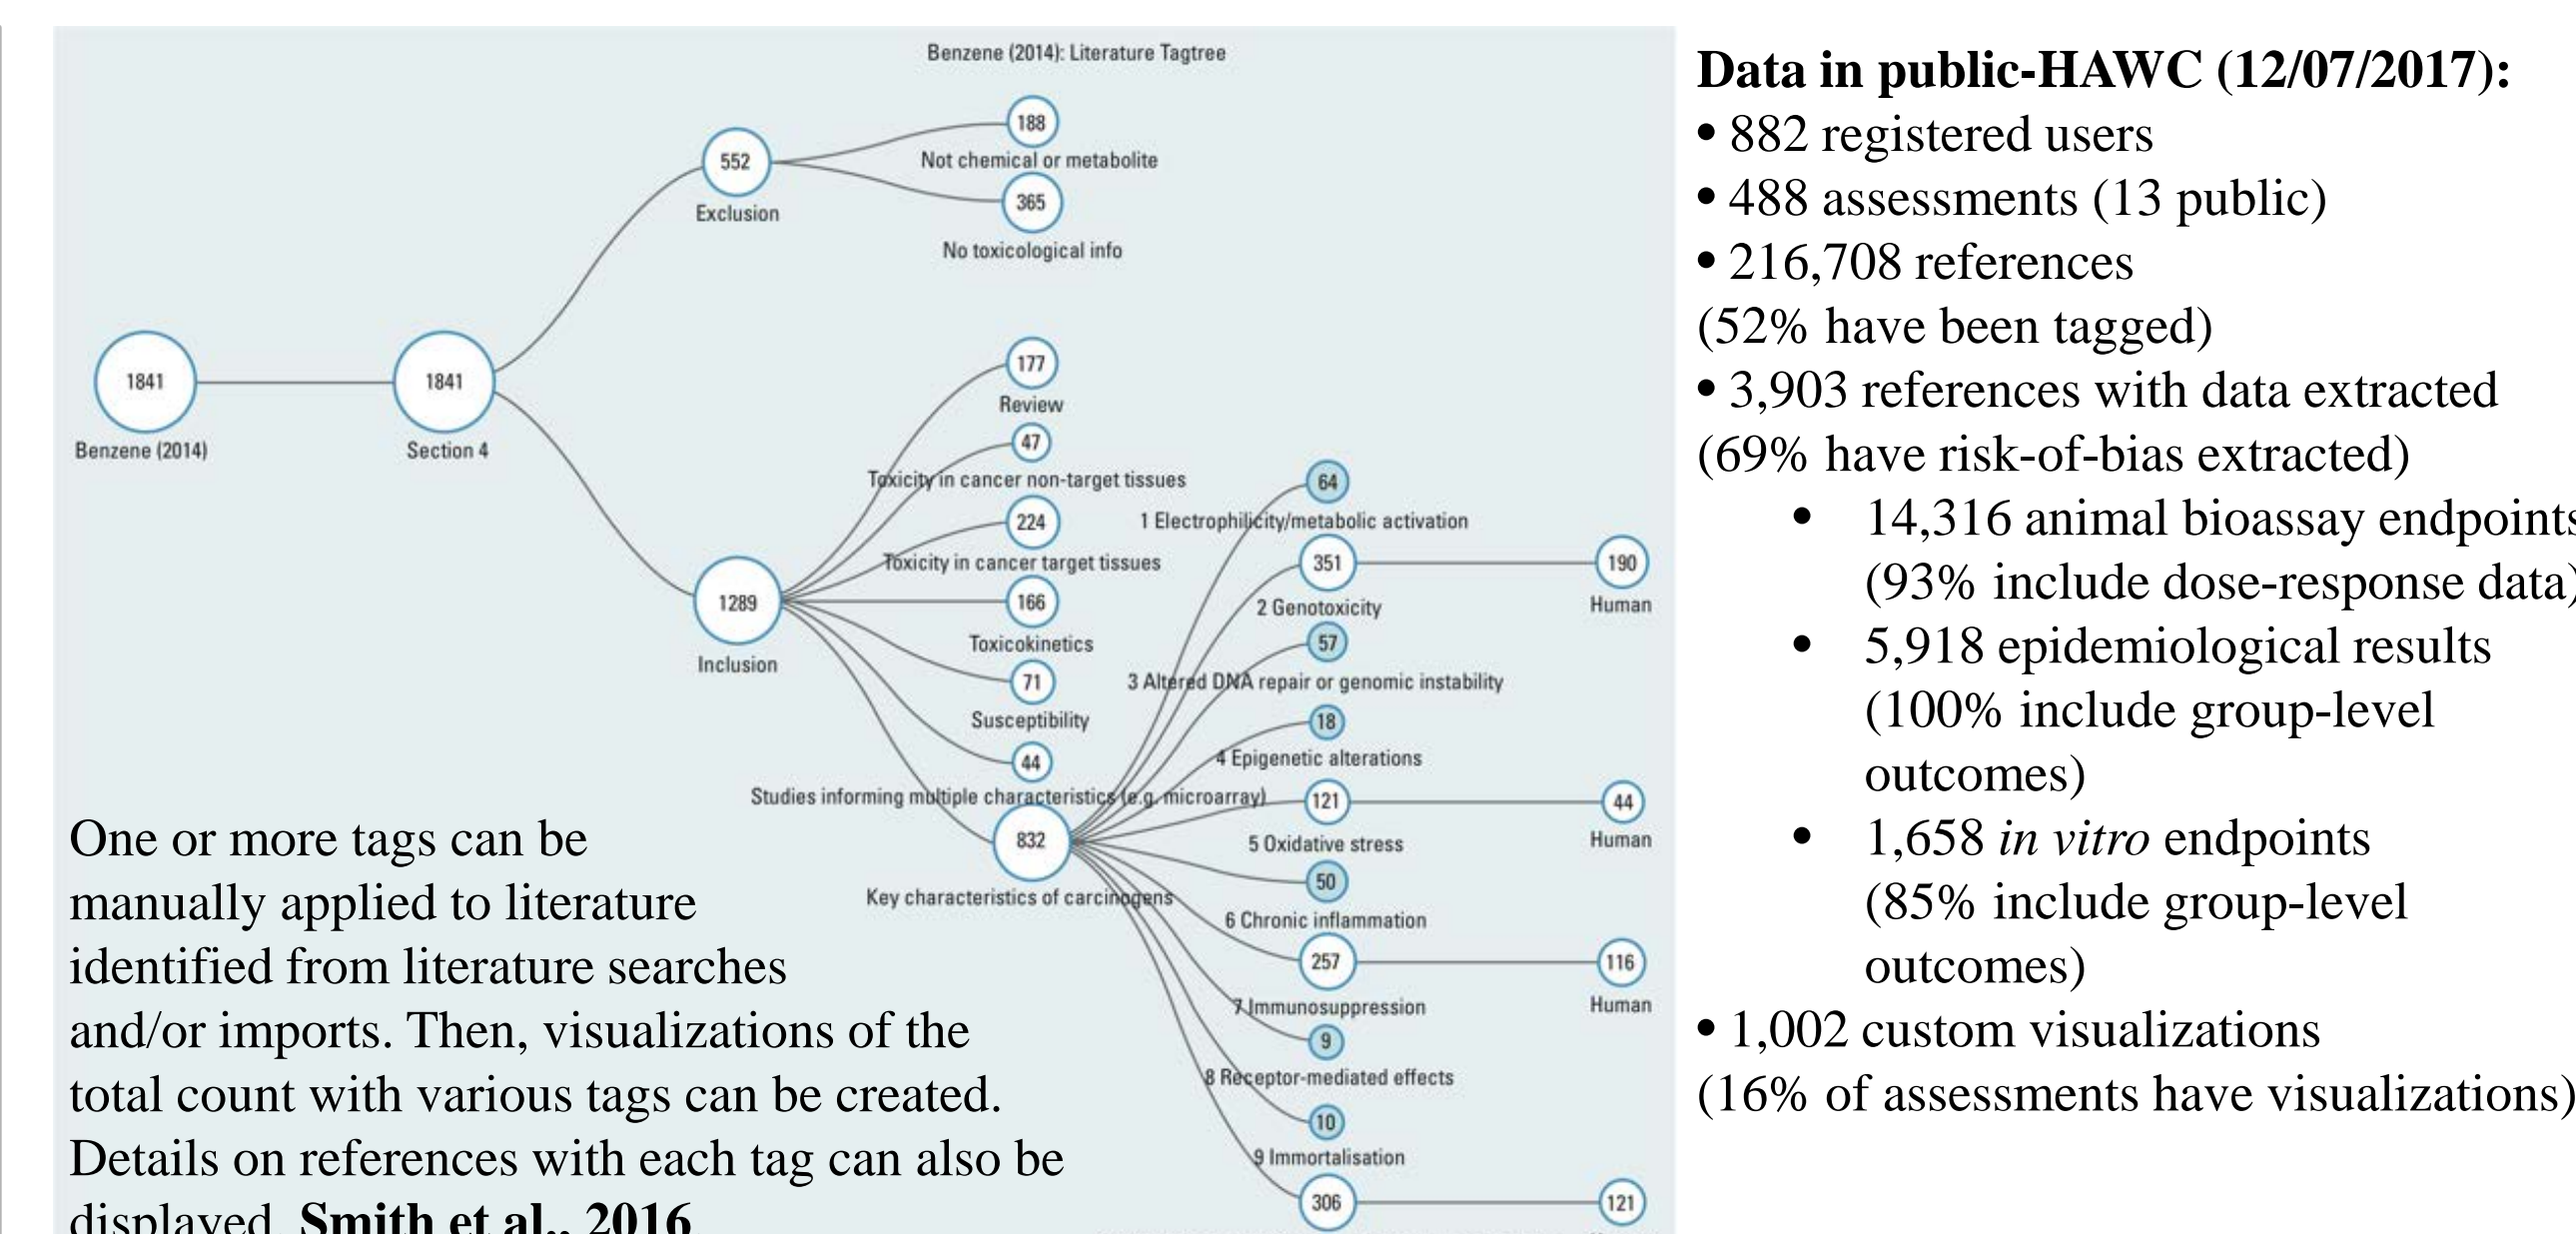 Benzene (2014): Literature Tagtree
188
Not chemical or metabolite
552
Exclusion
365
No toxicological info
1841
Benzene (2014)
1841
Section 4
1289
Inclusion
177
Review
47
Toxicity in cancer non-target tissues
224
Toxicity in cancer target tissues
166
Toxicokinetics
71
Susceptibility
44
Studies informing multiple characteristics (e.g. microarray)
832
Key characteristics of carcinogens
64
1 Electrophilicity/metabolic activation
351
2 Genotoxicity
190
Human
57
3 Altered DNA repair or genomic instability
18
4 Epigenetic alterations
121
5 Oxidative stress
44
Human
50
6 Chronic inflammation
257
7 Immunosuppression
116
Human
9
8 Receptor-mediated effects
10
9 Immortalisation
306
121
One or more tags can be
manually applied to literature
identified from literature searches
and/or imports. Then, visualizations of the
total count with various tags can be created.
Details on references with each tag can also be
displayed. Smith et al., 2016
Data in public-HAWC (12/07/2017):
• 882 registered users
• 488 assessments (13 public)
• 216,708 references
(52% have been tagged)
• 3,903 references with data extracted
(69% have risk-of-bias extracted)
• 14,316 animal bioassay endpoints
(93% include dose-response data)
• 5,918 epidemiological results
(100% include group-level
outcomes)
• 1,658 in vitro endpoints
(85% include group-level
outcomes)
• 1,002 custom visualizations
(16% of assessments have visualizations)